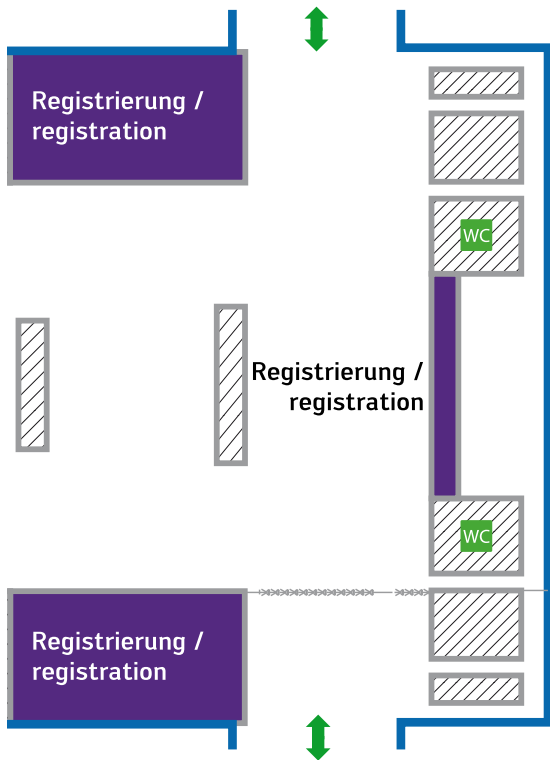 Registrierung /
registration
WC
Registrierung /
registration
WC
Registrierung /
registration